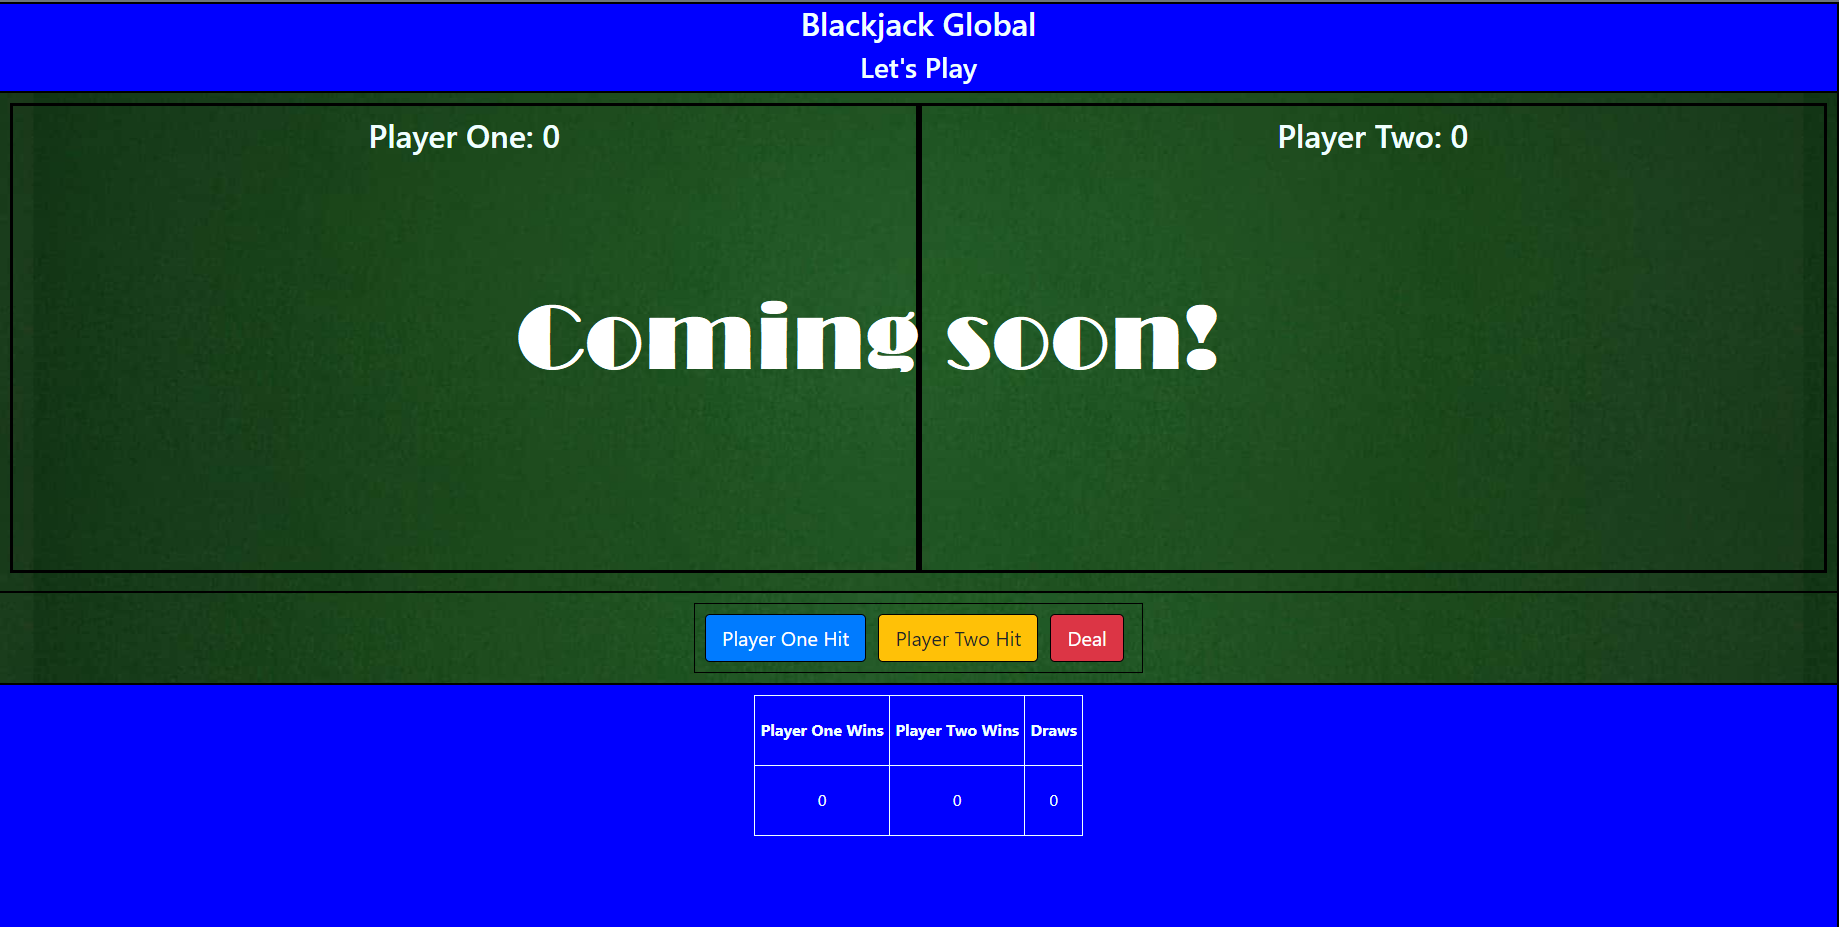 Blackjack Global
Let's Play
Player One: 0
Player Two: 0
Coming soon!
Player One Hit
Player Two Hit
Deal
Player One Wins Player Two Wins Draws
0 0 0